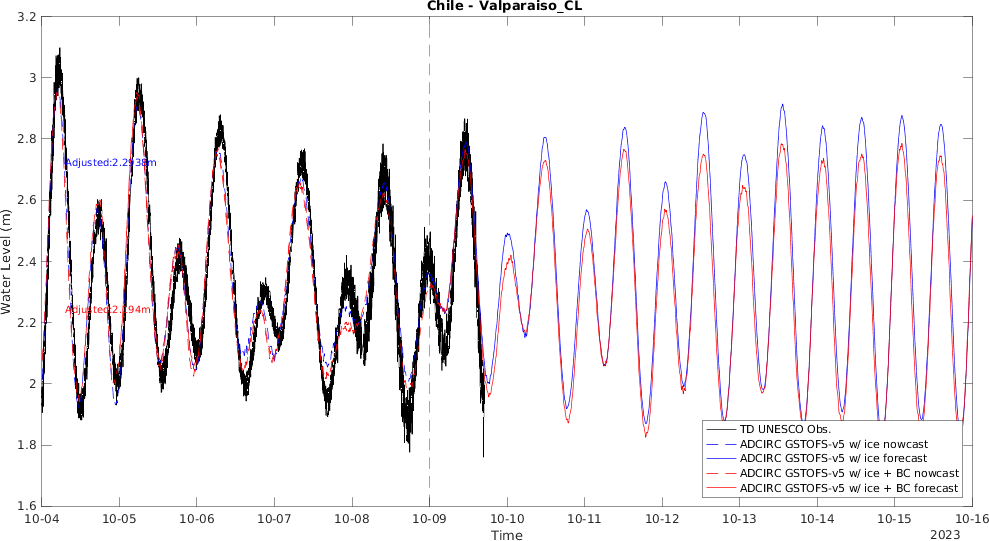 Chile - Valparaiso_CL
3.2
3
2.8
2.6
2.4
2.2
2
1.8
1.6
Water Level (m)
Adjusted:2.2938m
Adjusted:2.194m
TD UNESCO Obs.
ADCIRC GSTOFS-v5 w/ ice nowcast
ADCIRC GSTOFS-v5 w/ ice forecast
ADCIRC GSTOFS-v5 w/ ice + BC nowcast
ADCIRC GSTOFS-v5 w/ ice + BC forecast
10-04 10-05 10-06 10-07 10-08 10-09 10-10 10-11 10-12 10-13 10-14 10-15 10-16
Time
2023